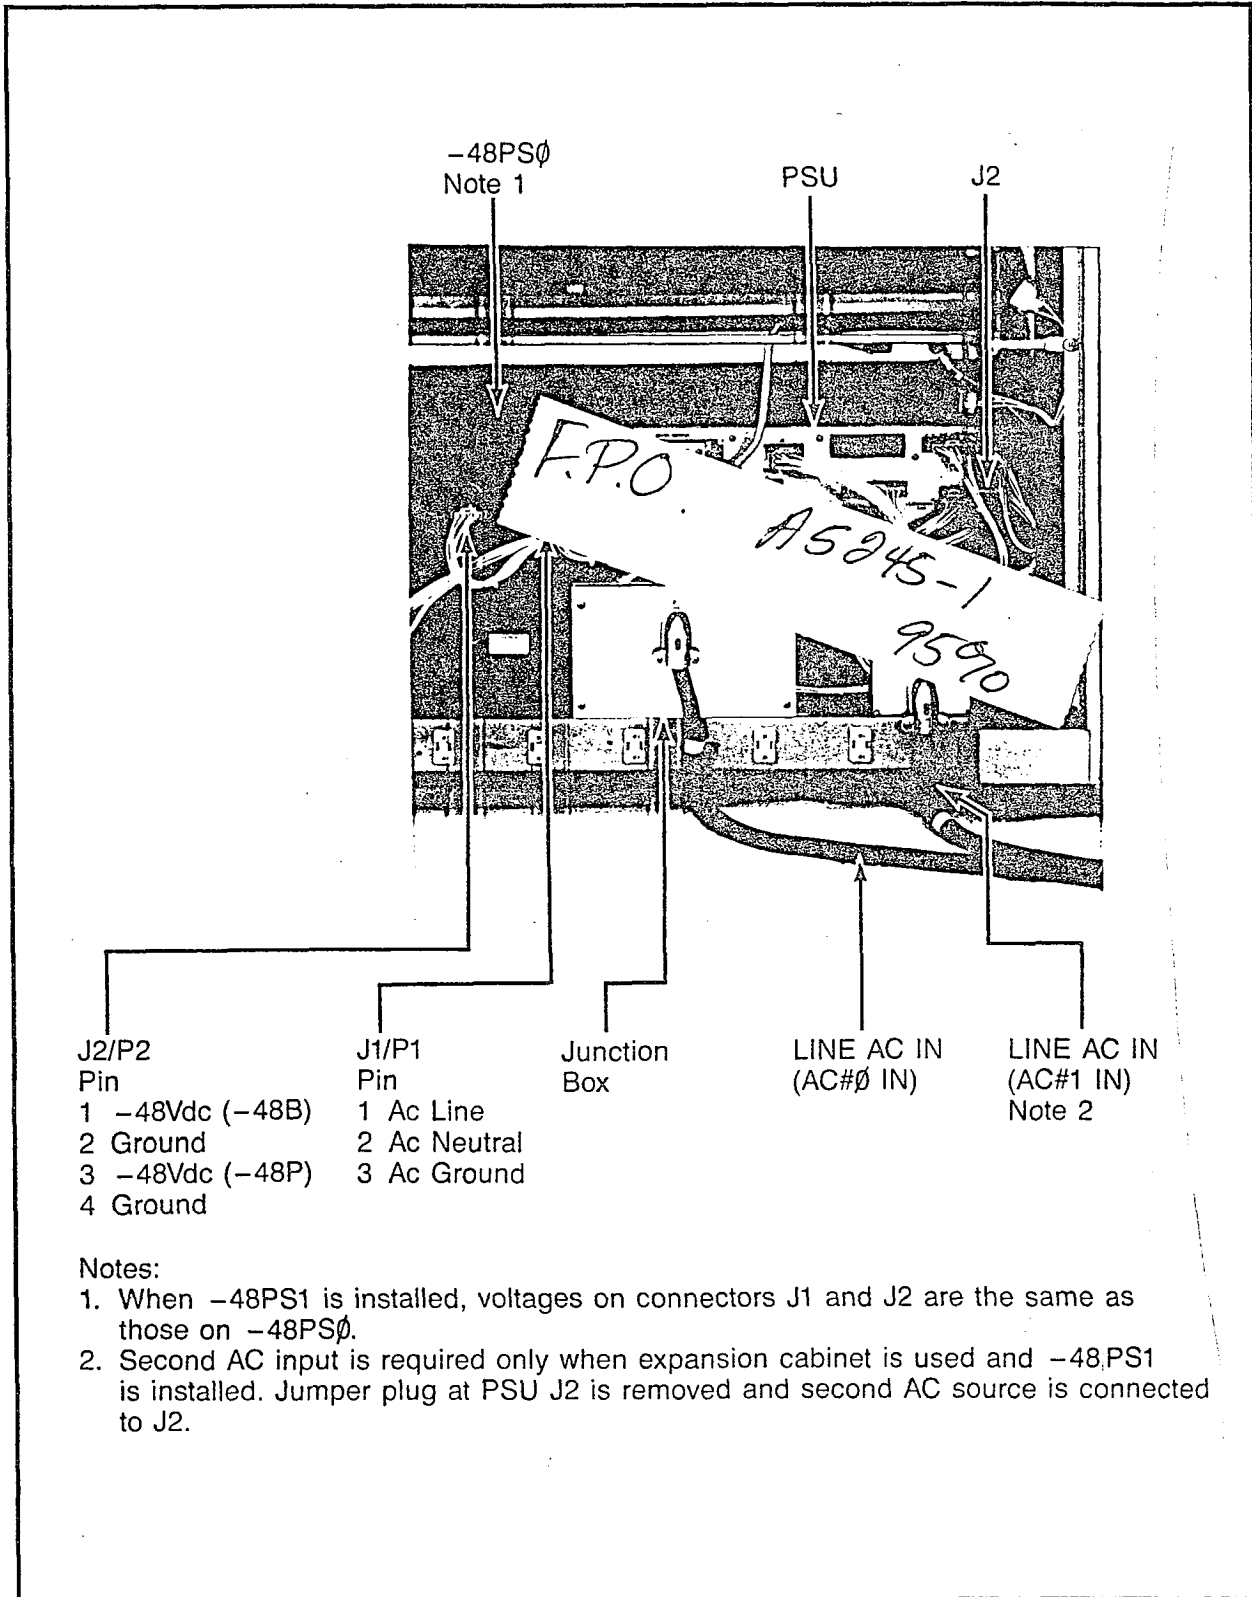 -48PSØ
Note 1
PSU
J2
F.P.O
A5245-1
95090
J2/P2
Pin
1 -48Vdc (-48B)
2 Ground
3 -48Vdc (-48P)
4 Ground
J1/P1
Pin
1 Ac Line
2 Ac Neutral
3 Ac Ground
Junction
Box
LINE AC IN
(AC#Ø IN)
LINE AC IN
(AC#1 IN)
Note 2
Notes:
1. When -48PS1 is installed, voltages on connectors J1 and J2 are the same as
those on -48PSØ.
2. Second AC input is required only when expansion cabinet is used and -48 PS1
is installed. Jumper plug at PSU J2 is removed and second AC source is connected
to J2.